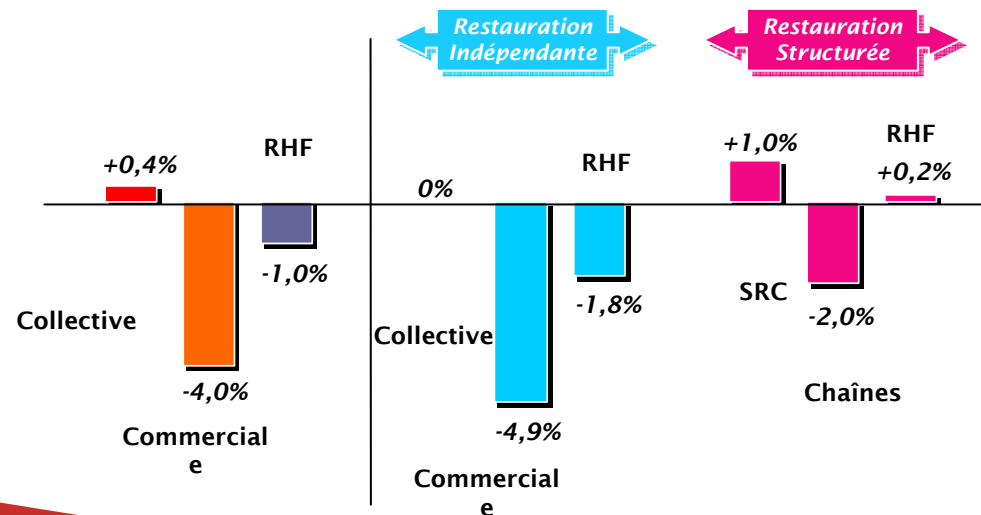 Restauration
Indépendante
Restauration
Structurée
+0,4%
RHF
-1,0%
Collective
-4,0%
Commercial
e
0%
RHF
-1,8%
Collective
-4,9%
Commercial
e
+1,0%
RHF
+0,2%
SRC
-2,0%
Chaînes